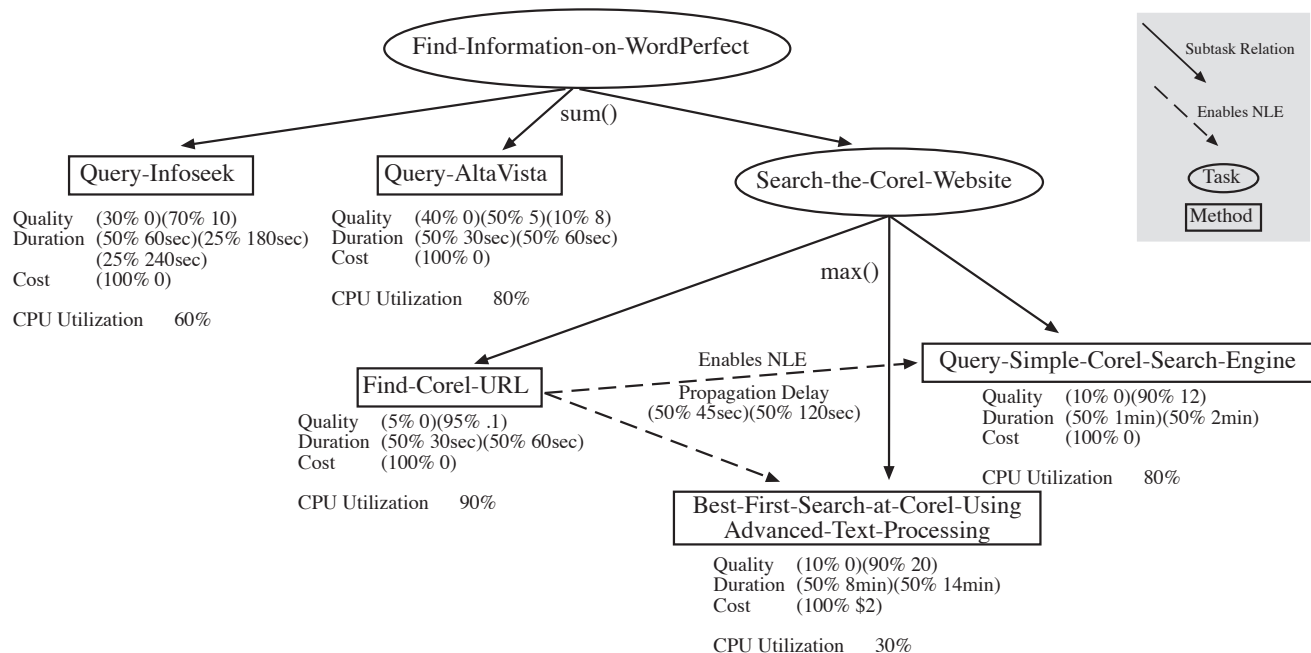 Find-Information-on-WordPerfect
Subtask Relation
Enables NLE
Task
Method
sum()
Query-Infoseek
Quality (30% 0)(70% 10)
Duration (50% 60sec)(25% 180sec)
(25% 240sec)
Cost (100% 0)
CPU Utilization 60%
Query-AltaVista
Quality (40% 0)(50% 5)(10% 8)
Duration (50% 30sec)(50% 60sec)
Cost (100% 0)
CPU Utilization 80%
Search-the-Corel-Website
max()
Find-Corel-URL
Quality (5% 0)(95% .1)
Duration (50% 30sec)(50% 60sec)
Cost (100% 0)
CPU Utilization 90%
Enables NLE
Propagation Delay
(50% 45sec)(50% 120sec)
Query-Simple-Corel-Search-Engine
Quality (10% 0)(90% 12)
Duration (50% 1min)(50% 2min)
Cost (100% 0)
CPU Utilization 80%
Best-First-Search-at-Corel-Using
Advanced-Text-Processing
Quality (10% 0)(90% 20)
Duration (50% 8min)(50% 14min)
Cost (100% $2)
CPU Utilization 30%